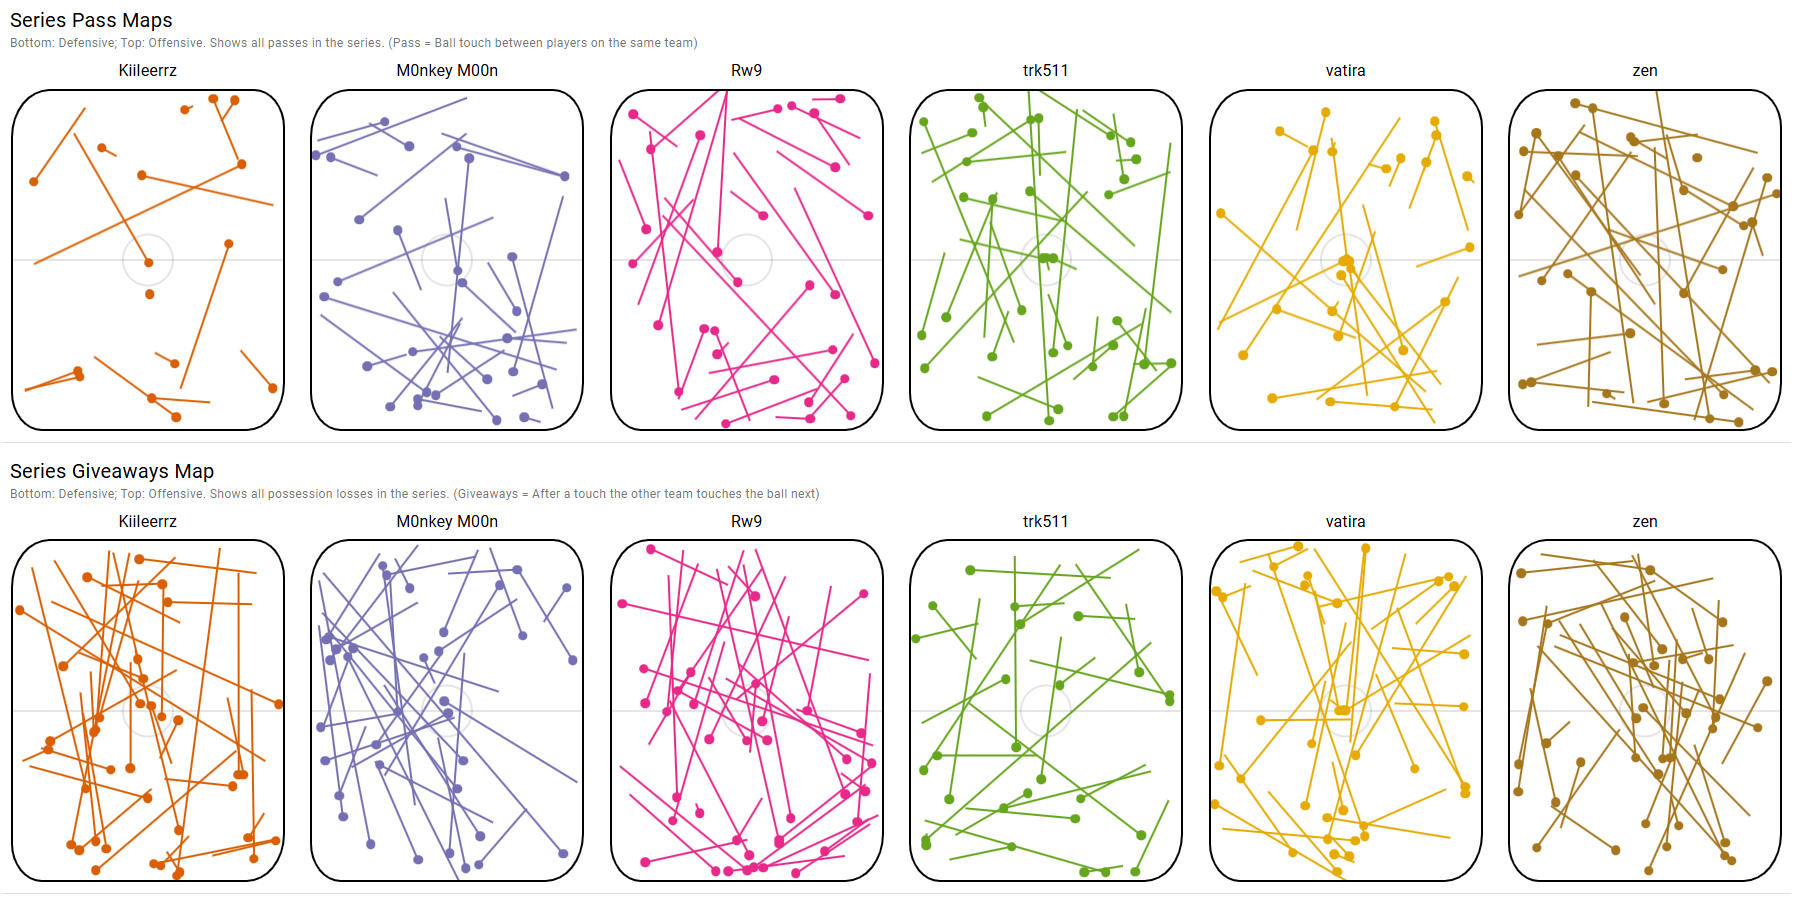 Series Pass Maps
Bottom: Defensive; Top: Offensive. Shows all passes in the series. (Pass = Ball touch between players on the same team)
Kiileerrz M0nkey M00n Rw9 trk511 vatira zen
Series Giveaways Map
Bottom: Defensive; Top: Offensive. Shows all possession losses in the series. (Giveaways = After a touch the other team touches the ball next)
Kiileerrz M0nkey M00n Rw9 trk511 vatira zen